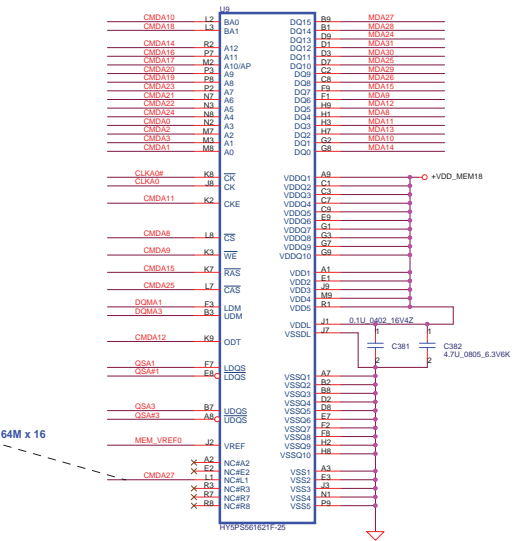 U9
CMDA10 L2 BA0 DQ15 B9 MDA27
CMDA18 L3 BA1 DQ14 B1 MDA28
DQ13 D9 MDA24
CMDA14 R2 A12 DQ12 D1 MDA31
CMDA16 P7 A11 DQ11 D3 MDA30
CMDA17 M2 A10/AP DQ10 D7 MDA25
CMDA20 P3 A9 DQ9 C2 MDA29
CMDA19 P8 A8 DQ8 C8 MDA26
CMDA23 P2 A7 DQ7 F9 MDA15
CMDA21 N7 A6 DQ6 F1 MDA9
CMDA22 N3 A5 DQ5 H9 MDA12
CMDA24 N8 A4 DQ4 H1 MDA8
CMDA0 N2 A3 DQ3 H3 MDA11
CMDA2 M7 A2 DQ2 H7 MDA13
CMDA3 M3 A1 DQ1 G2 MDA10
CMDA1 M8 A0 DQ0 G8 MDA14
CLKA0# K8 CK VDDQ1 A9 +VDD_MEM18
CLKA0 J8 CK VDDQ2 C1
VDDQ3 C3
CMDA11 K2 CKE VDDQ4 C7
VDDQ5 C9
VDDQ6 E9
VDDQ7 G1
CMDA8 L8 CS VDDQ8 G3
VDDQ9 G7
CMDA9 K3 WE VDDQ10 G9
CMDA15 K7 RAS VDD1 A1
VDD2 E1
CMDA25 L7 CAS VDD3 J9
VDD4 M9
DQMA1 F3 LDM VDD5 R1
DQMA3 B3 UDM
VDDL J1 0.1U_0402_16V4Z
VSSDL J7
1 1
CMDA12 K9 ODT
C381 C382
4.7U_0805_6.3V6K
2 2
QSA1 F7 LDQS
QSA#1 E8 LDQS VSSQ1 A7
VSSQ2 B2
VSSQ3 B8
VSSQ4 D2
QSA3 B7 UDQS VSSQ5 D8
QSA#3 A8 UDQS VSSQ6 E7
VSSQ7 F2
VSSQ8 F8
64M x 16
MEM_VREF0 J2 VREF VSSQ9 H2
VSSQ10 H8
A2 NC#A2
E2 NC#E2 VSS1 A3
CMDA27 L1 NC#L1 VSS2 E3
R3 NC#R3 VSS3 J3
R7 NC#R7 VSS4 N1
R8 NC#R8 VSS5 P9
HY5PS561621F-25